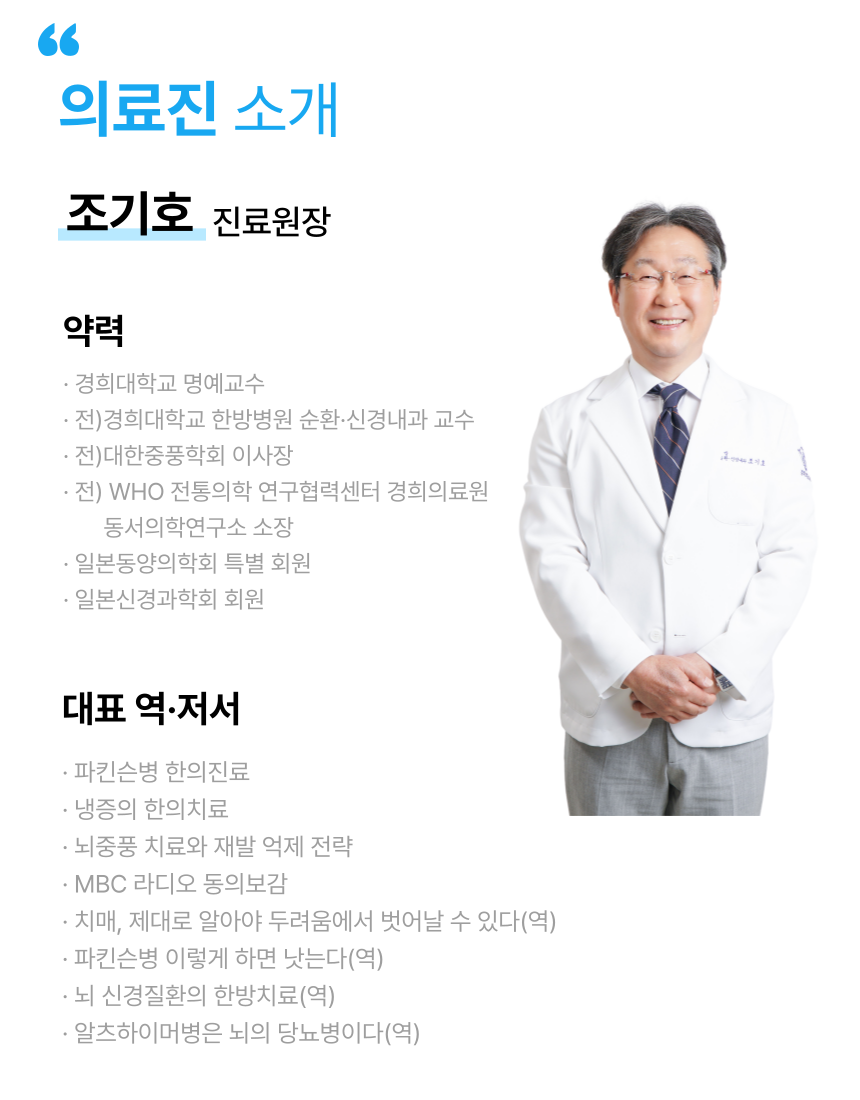 의료진 소개
조기호 진료원장
약력
· 경희대학교 명예교수
· 전)경희대학교 한방병원 순환·신경내과 교수
· 전)대한중풍학회 이사장
· 전) WHO 전통의학 연구협력센터 경희의료원
동서의학연구소 소장
· 일본동양의학회 특별 회원
· 일본신경과학회 회원
대표 역·저서
· 파킨슨병 한의진료
· 냉증의 한의치료
· 뇌중풍 치료와 재발 억제 전략
· MBC 라디오 동의보감
· 치매, 제대로 알아야 두려움에서 벗어날 수 있다(역)
· 파킨슨병 이렇게 하면 낫는다(역)
· 뇌 신경질환의 한방치료(역)
· 알츠하이머병은 뇌의 당뇨병이다(역)